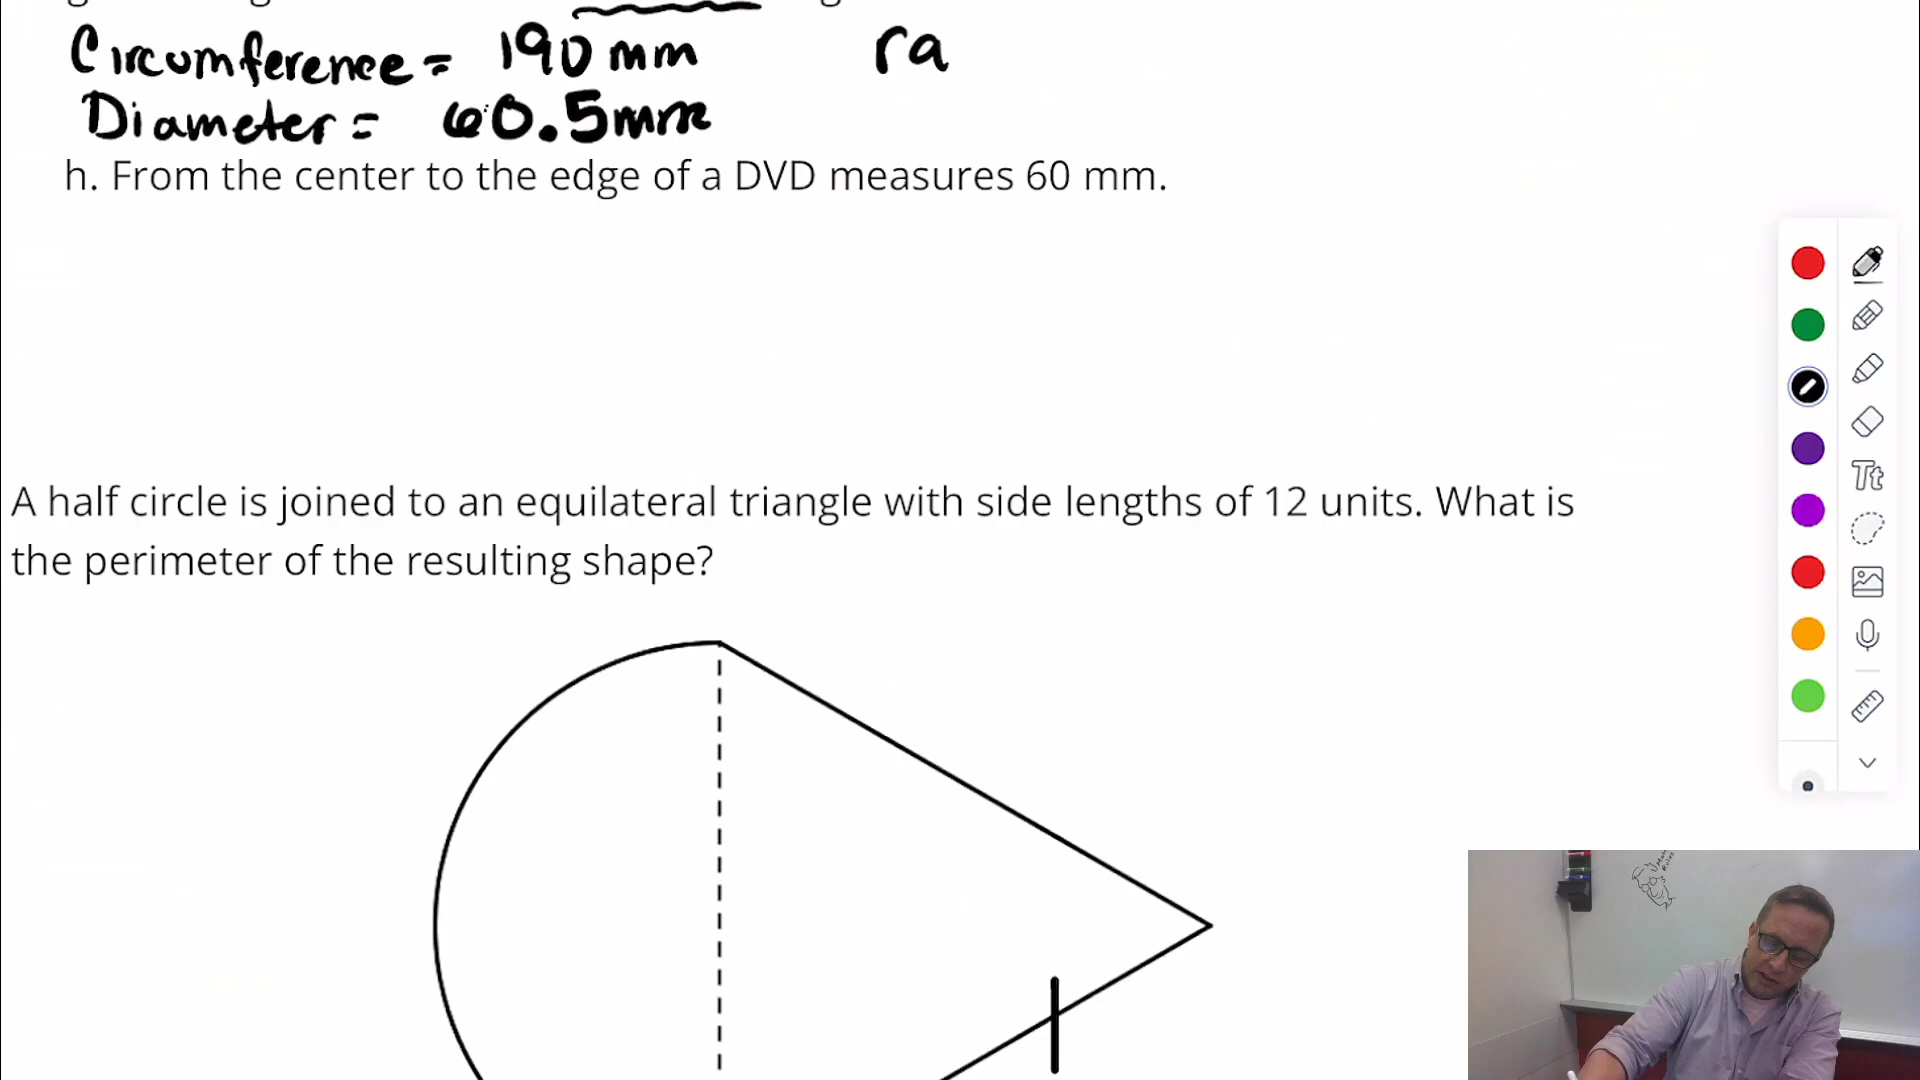 Circumference = 190 mm ra
Diameter = 60.5mm
h. From the center to the edge of a DVD measures 60 mm.
A half circle is joined to an equilateral triangle with side lengths of 12 units. What is
the perimeter of the resulting shape?
Tt